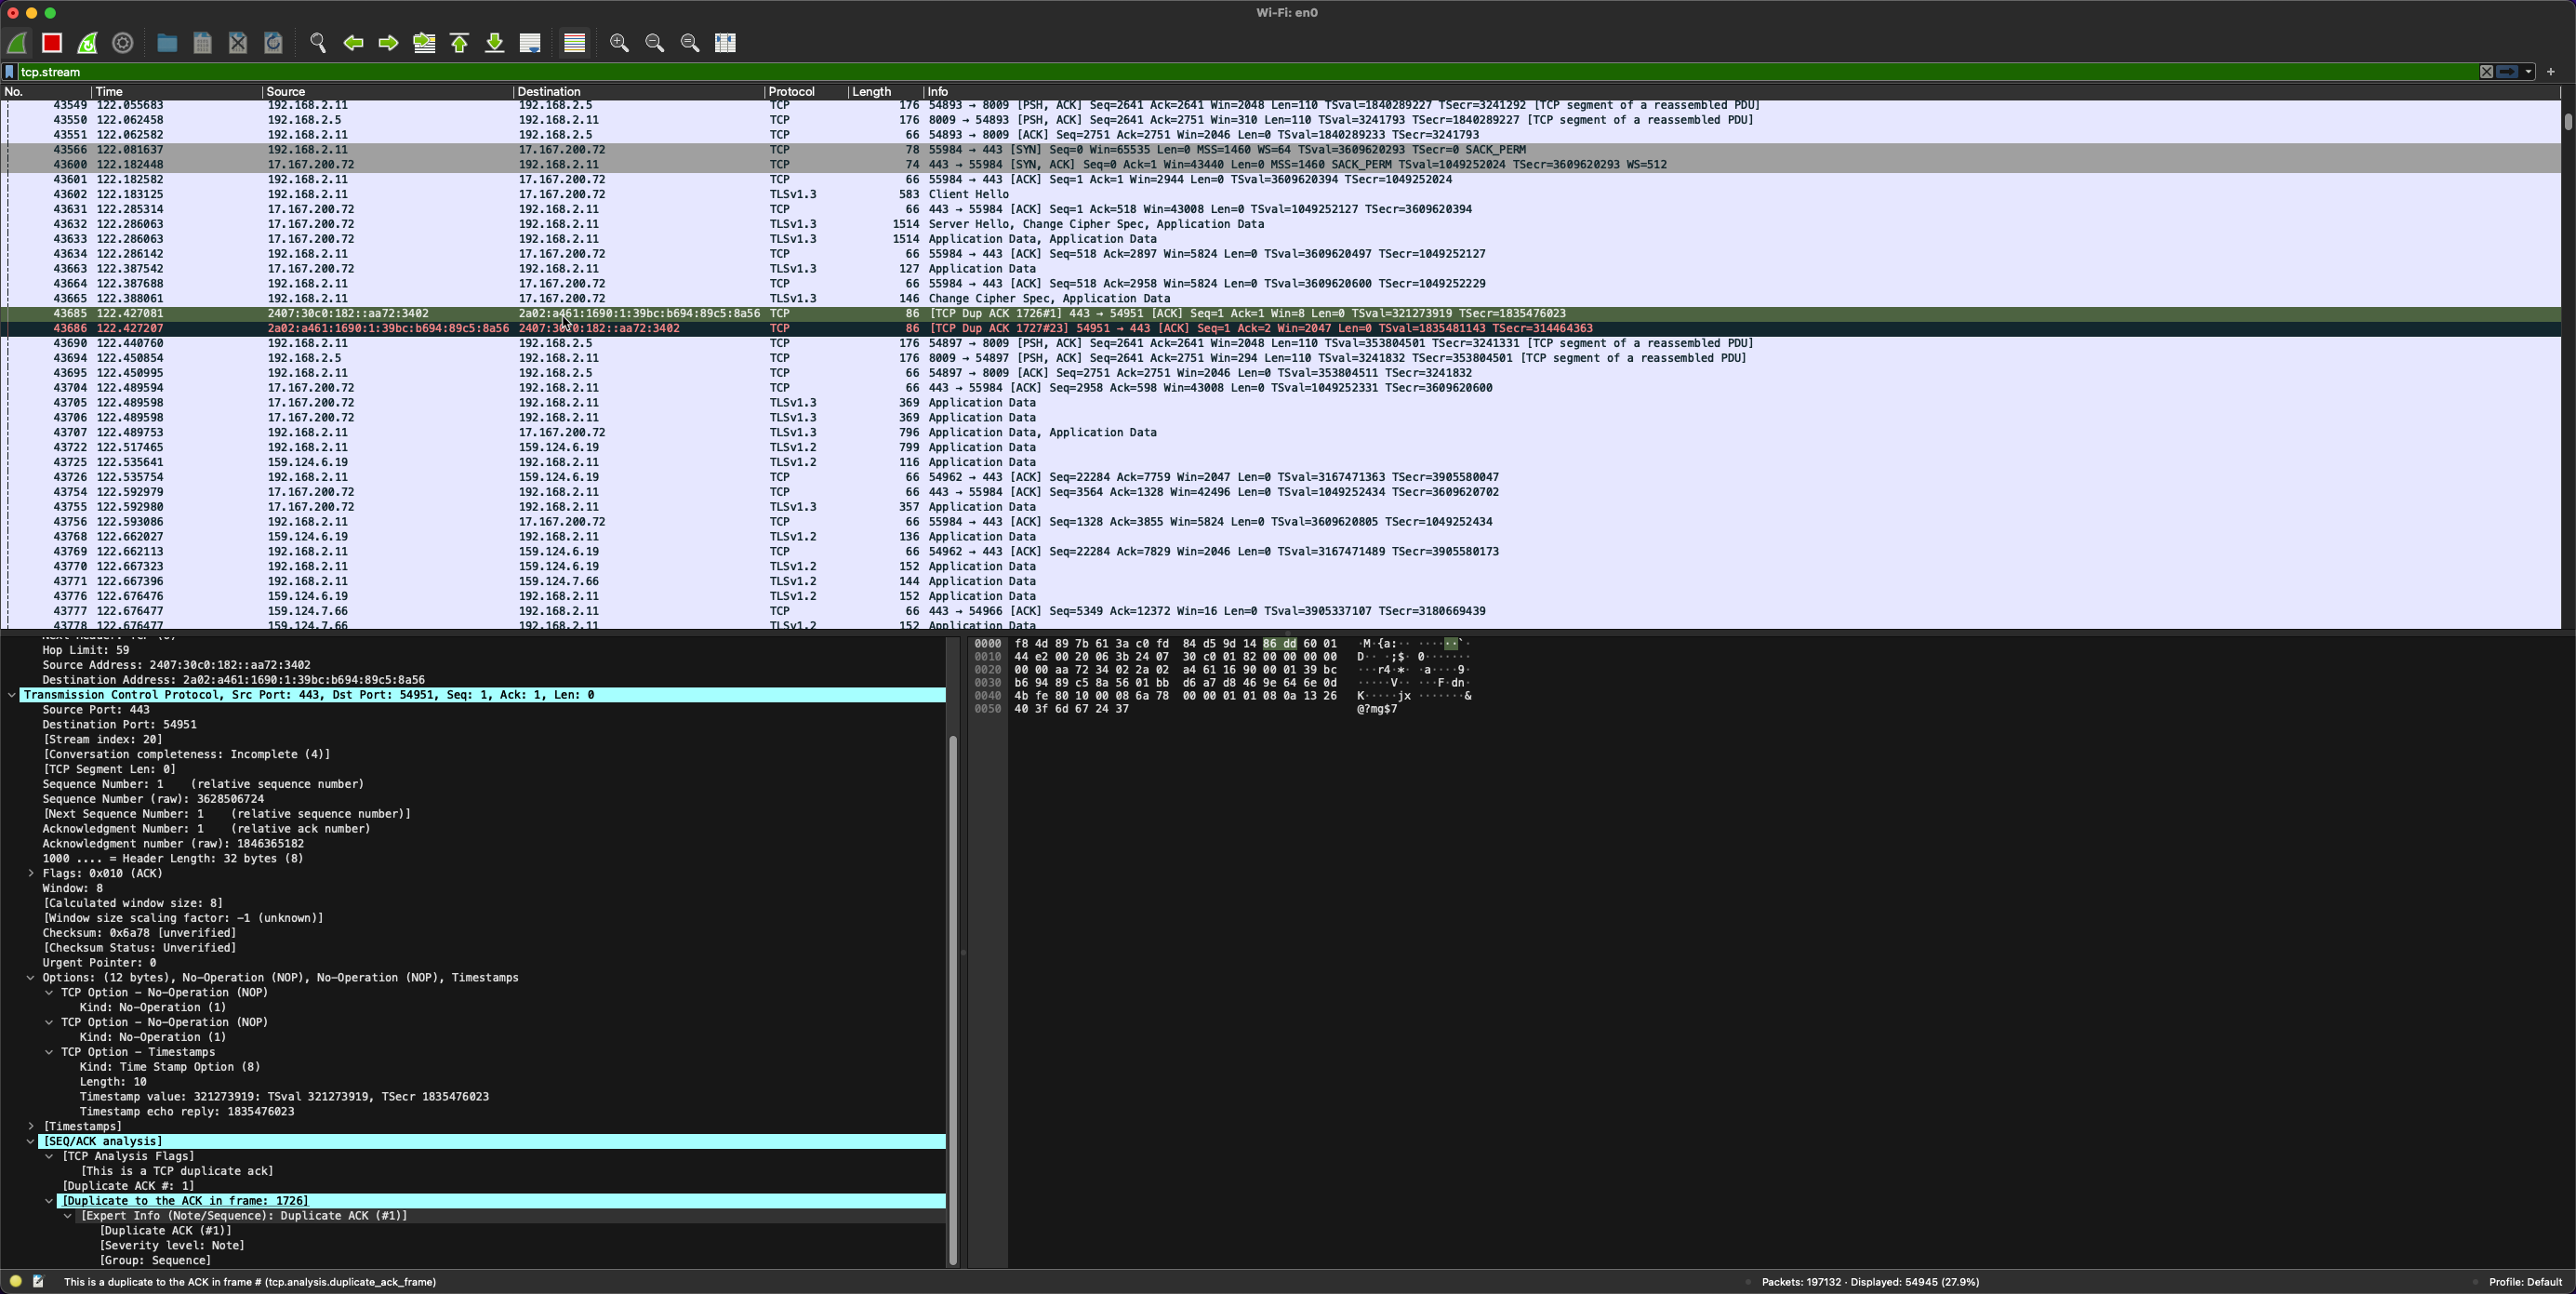 Wi-Fi: en0
tcp.stream
No. Time Source Destination Protocol Length Info
43549 122.055683 192.168.2.11 192.168.2.5 TCP 176 54893 → 8009 [PSH, ACK] Seq=2641 Ack=2641 Win=2048 Len=110 TSval=1840289227 TSecr=3241292 [TCP segment of a reassembled PDU]
43550 122.062458 192.168.2.5 192.168.2.11 TCP 176 8009 → 54893 [PSH, ACK] Seq=2641 Ack=2751 Win=310 Len=110 TSval=3241793 TSecr=1840289227 [TCP segment of a reassembled PDU]
43551 122.062582 192.168.2.11 192.168.2.5 TCP 66 54893 → 8009 [ACK] Seq=2751 Ack=2751 Win=2046 Len=0 TSval=1840289233 TSecr=3241793
43566 122.081637 192.168.2.11 17.167.200.72 TCP 78 55984 → 443 [SYN] Seq=0 Win=65535 Len=0 MSS=1460 WS=64 TSval=3609620293 TSecr=0 SACK_PERM
43600 122.182448 17.167.200.72 192.168.2.11 TCP 74 443 → 55984 [SYN, ACK] Seq=0 Ack=1 Win=43440 Len=0 MSS=1460 SACK_PERM TSval=1049252024 TSecr=3609620293 WS=512
43601 122.182582 192.168.2.11 17.167.200.72 TCP 66 55984 → 443 [ACK] Seq=1 Ack=1 Win=2944 Len=0 TSval=3609620394 TSecr=1049252024
43602 122.183125 192.168.2.11 17.167.200.72 TLSv1.3 583 Client Hello
43631 122.285314 17.167.200.72 192.168.2.11 TCP 66 443 → 55984 [ACK] Seq=1 Ack=518 Win=43008 Len=0 TSval=1049252127 TSecr=3609620394
43632 122.286063 17.167.200.72 192.168.2.11 TLSv1.3 1514 Server Hello, Change Cipher Spec, Application Data
43633 122.286063 17.167.200.72 192.168.2.11 TLSv1.3 1514 Application Data, Application Data
43634 122.286142 192.168.2.11 17.167.200.72 TCP 66 55984 → 443 [ACK] Seq=518 Ack=2897 Win=5824 Len=0 TSval=3609620497 TSecr=1049252127
43663 122.387542 17.167.200.72 192.168.2.11 TLSv1.3 127 Application Data
43664 122.387688 192.168.2.11 17.167.200.72 TCP 66 55984 → 443 [ACK] Seq=518 Ack=2958 Win=5824 Len=0 TSval=3609620600 TSecr=1049252229
43665 122.388061 192.168.2.11 17.167.200.72 TLSv1.3 146 Change Cipher Spec, Application Data
43685 122.427081 2407:30c0:182::aa72:3402 2a02:a461:1690:1:39bc:b694:89c5:8a56 TCP 86 [TCP Dup ACK 1726#1] 443 → 54951 [ACK] Seq=1 Ack=1 Win=8 Len=0 TSval=321273919 TSecr=1835476023
43686 122.427207 2a02:a461:1690:1:39bc:b694:89c5:8a56 2407:30c0:182::aa72:3402 TCP 86 [TCP Dup ACK 1727#23] 54951 → 443 [ACK] Seq=1 Ack=2 Win=2047 Len=0 TSval=1835481143 TSecr=314464363
43690 122.440760 192.168.2.11 192.168.2.5 TCP 176 54897 → 8009 [PSH, ACK] Seq=2641 Ack=2641 Win=2048 Len=110 TSval=353804501 TSecr=3241331 [TCP segment of a reassembled PDU]
43694 122.450854 192.168.2.5 192.168.2.11 TCP 176 8009 → 54897 [PSH, ACK] Seq=2641 Ack=2751 Win=294 Len=110 TSval=3241832 TSecr=353804501 [TCP segment of a reassembled PDU]
43695 122.450995 192.168.2.11 192.168.2.5 TCP 66 54897 → 8009 [ACK] Seq=2751 Ack=2751 Win=2046 Len=0 TSval=353804511 TSecr=3241832
43704 122.489594 17.167.200.72 192.168.2.11 TCP 66 443 → 55984 [ACK] Seq=2958 Ack=598 Win=43008 Len=0 TSval=1049252331 TSecr=3609620600
43705 122.489598 17.167.200.72 192.168.2.11 TLSv1.3 369 Application Data
43706 122.489598 17.167.200.72 192.168.2.11 TLSv1.3 369 Application Data
43707 122.489753 192.168.2.11 17.167.200.72 TLSv1.3 796 Application Data, Application Data
43722 122.517465 192.168.2.11 159.124.6.19 TLSv1.2 799 Application Data
43725 122.535641 159.124.6.19 192.168.2.11 TLSv1.2 116 Application Data
43726 122.535754 192.168.2.11 159.124.6.19 TCP 66 54962 → 443 [ACK] Seq=22284 Ack=7759 Win=2047 Len=0 TSval=3167471363 TSecr=3905580047
43754 122.592979 17.167.200.72 192.168.2.11 TCP 66 443 → 55984 [ACK] Seq=3564 Ack=1328 Win=42496 Len=0 TSval=1049252434 TSecr=3609620702
43755 122.592980 17.167.200.72 192.168.2.11 TLSv1.3 357 Application Data
43756 122.593086 192.168.2.11 17.167.200.72 TCP 66 55984 → 443 [ACK] Seq=1328 Ack=3855 Win=5824 Len=0 TSval=3609620805 TSecr=1049252434
43768 122.662027 159.124.6.19 192.168.2.11 TLSv1.2 136 Application Data
43769 122.662113 192.168.2.11 159.124.6.19 TCP 66 54962 → 443 [ACK] Seq=22284 Ack=7829 Win=2046 Len=0 TSval=3167471489 TSecr=3905580173
43770 122.667323 192.168.2.11 159.124.6.19 TLSv1.2 152 Application Data
43771 122.667396 192.168.2.11 159.124.7.66 TLSv1.2 144 Application Data
43776 122.676476 159.124.6.19 192.168.2.11 TLSv1.2 152 Application Data
43777 122.676477 159.124.7.66 192.168.2.11 TCP 66 443 → 54966 [ACK] Seq=5349 Ack=12372 Win=16 Len=0 TSval=3905337107 TSecr=3180669439
43778 122.676477 159.124.7.66 192.168.2.11 TLSv1.2 152 Application Data
Hop Limit: 59
Source Address: 2407:30c0:182::aa72:3402
Destination Address: 2a02:a461:1690:1:39bc:b694:89c5:8a56
Transmission Control Protocol, Src Port: 443, Dst Port: 54951, Seq: 1, Ack: 1, Len: 0
Source Port: 443
Destination Port: 54951
[Stream index: 20]
[Conversation completeness: Incomplete (4)]
[TCP Segment Len: 0]
Sequence Number: 1 (relative sequence number)
Sequence Number (raw): 3628506724
[Next Sequence Number: 1 (relative sequence number)]
Acknowledgment Number: 1 (relative ack number)
Acknowledgment number (raw): 1846365182
1000 .... = Header Length: 32 bytes (8)
Flags: 0x010 (ACK)
Window: 8
[Calculated window size: 8]
[Window size scaling factor: -1 (unknown)]
Checksum: 0x6a78 [unverified]
[Checksum Status: Unverified]
Urgent Pointer: 0
Options: (12 bytes), No-Operation (NOP), No-Operation (NOP), Timestamps
TCP Option - No-Operation (NOP)
Kind: No-Operation (1)
TCP Option - No-Operation (NOP)
Kind: No-Operation (1)
TCP Option - Timestamps
Kind: Time Stamp Option (8)
Length: 10
Timestamp value: 321273919: TSval 321273919, TSecr 1835476023
Timestamp echo reply: 1835476023
[Timestamps]
[SEQ/ACK analysis]
[TCP Analysis Flags]
[This is a TCP duplicate ack]
[Duplicate ACK #: 1]
[Duplicate to the ACK in frame: 1726]
[Expert Info (Note/Sequence): Duplicate ACK (#1)]
[Duplicate ACK (#1)]
[Severity level: Note]
[Group: Sequence]
0000 f8 4d 89 7b 61 3a c0 fd 84 d5 9d 14 86 dd 60 01 ·M·{a:·· ······`·
0010 44 e2 00 20 06 3b 24 07 30 c0 01 82 00 00 00 00 D·· ·;$· 0·······
0020 00 00 aa 72 34 02 2a 02 a4 61 16 90 00 01 39 bc ···r4·*· ·a····9·
0030 b6 94 89 c5 8a 56 01 bb d6 a7 d8 46 9e 64 6e 0d ·····V·· ···F·dn·
0040 4b fe 80 10 00 08 6a 78 00 00 01 01 08 0a 13 26 K·····jx ·······&
0050 40 3f 6d 67 24 37 @?mg$7
This is a duplicate to the ACK in frame # (tcp.analysis.duplicate_ack_frame)
Packets: 197132 · Displayed: 54945 (27.9%)
Profile: Default